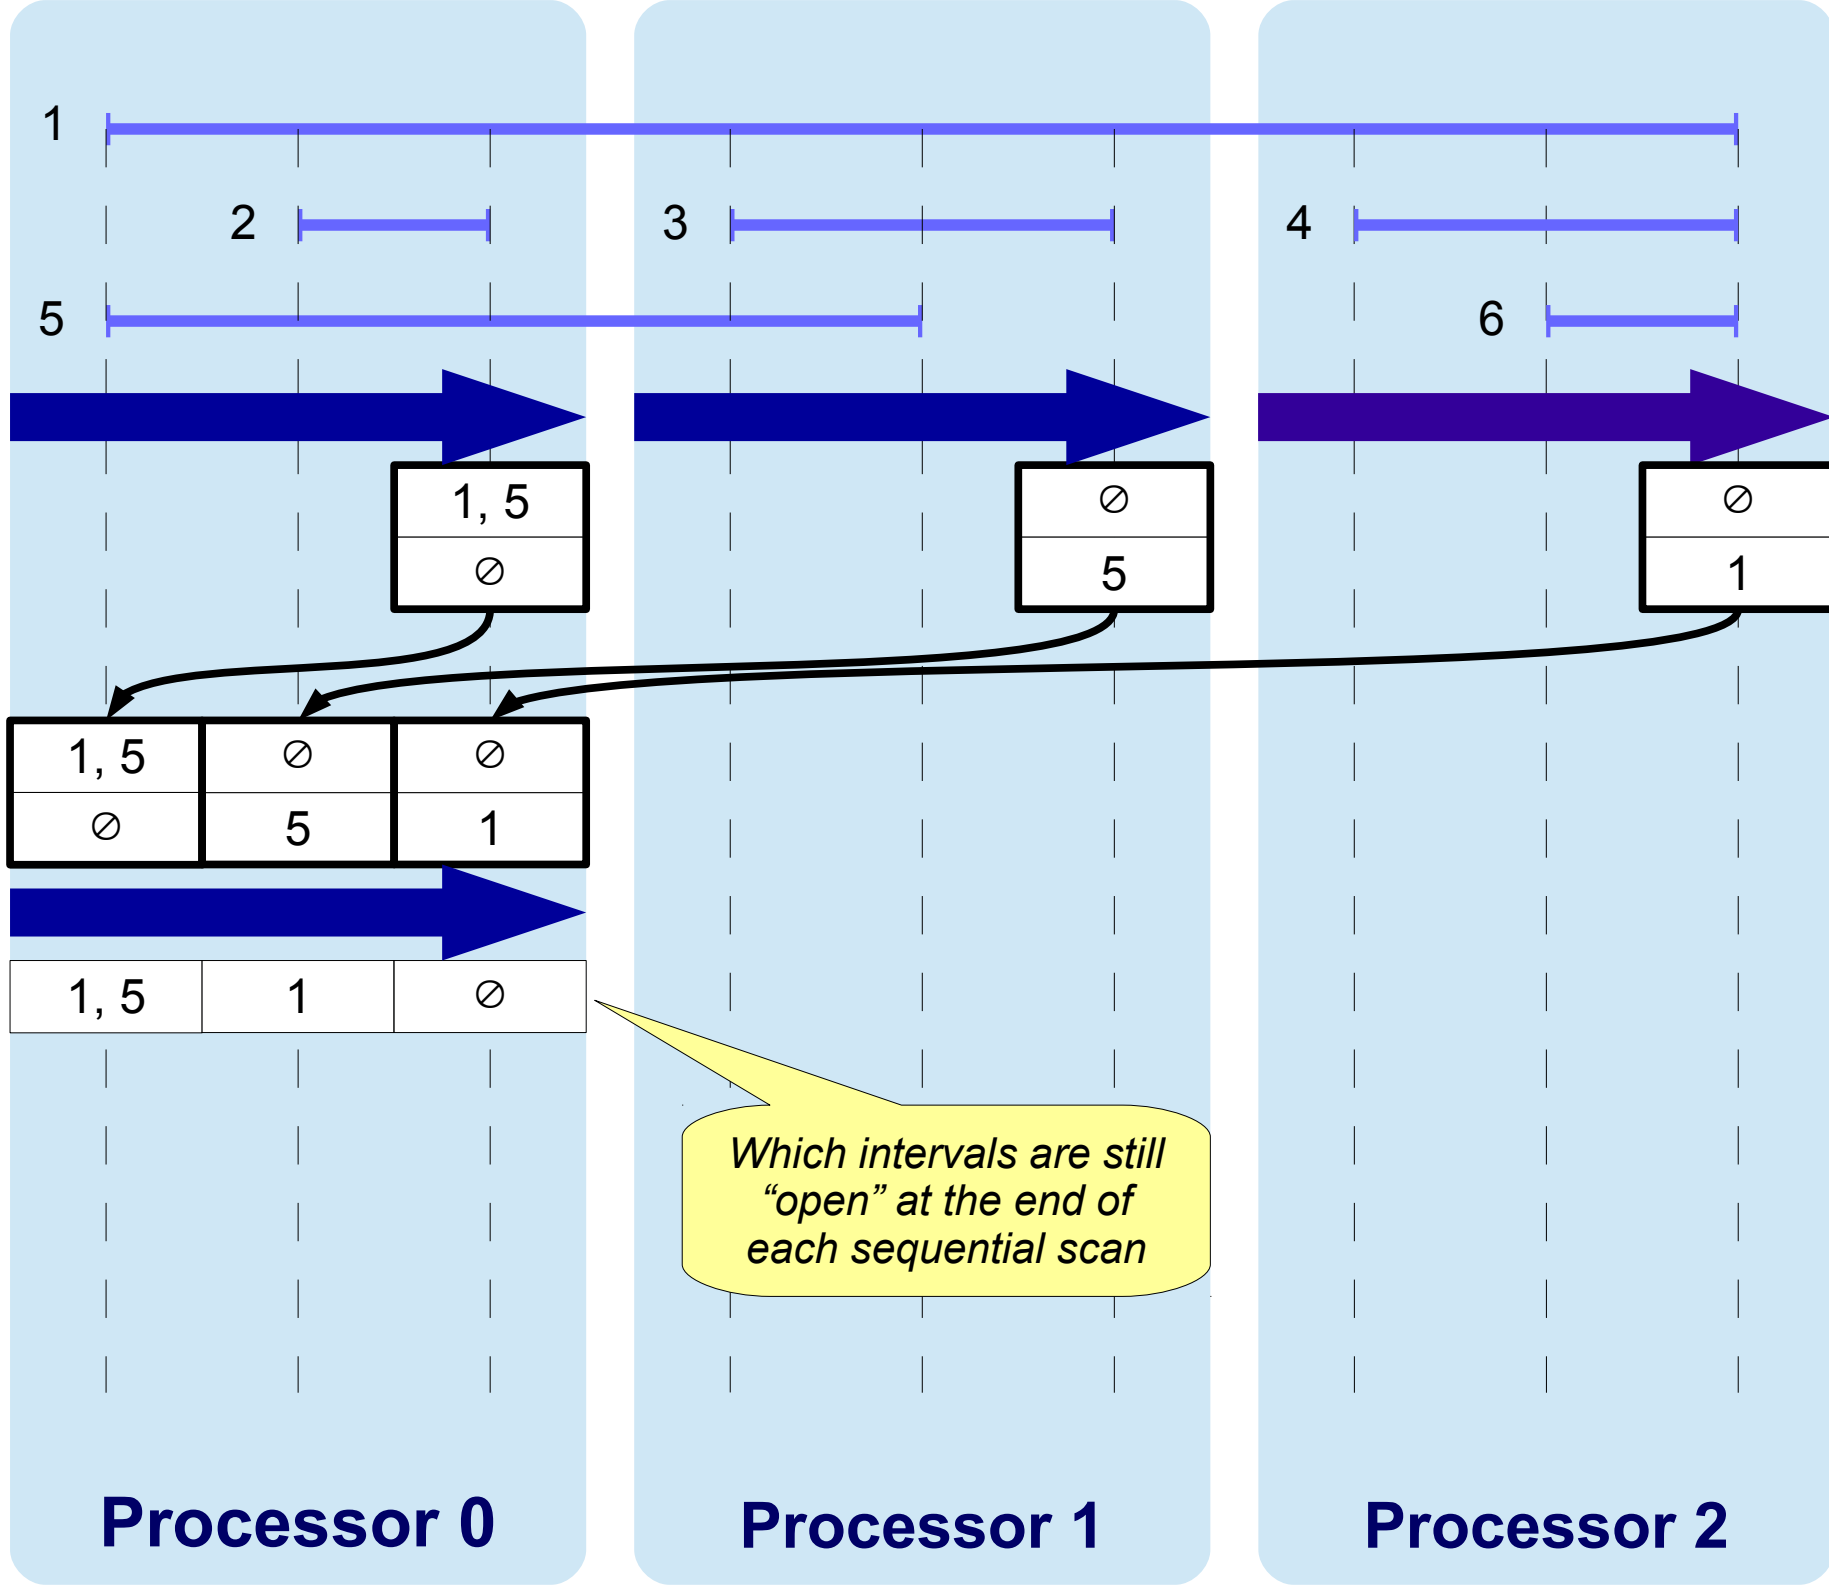 1
2 3 4
5 6
1, 5 ∅ ∅
∅ 5 1
1, 5 ∅ ∅
∅ 5 1
1, 5 1 ∅
Which intervals are still
“open” at the end of
each sequential scan
Processor 0 Processor 1 Processor 2